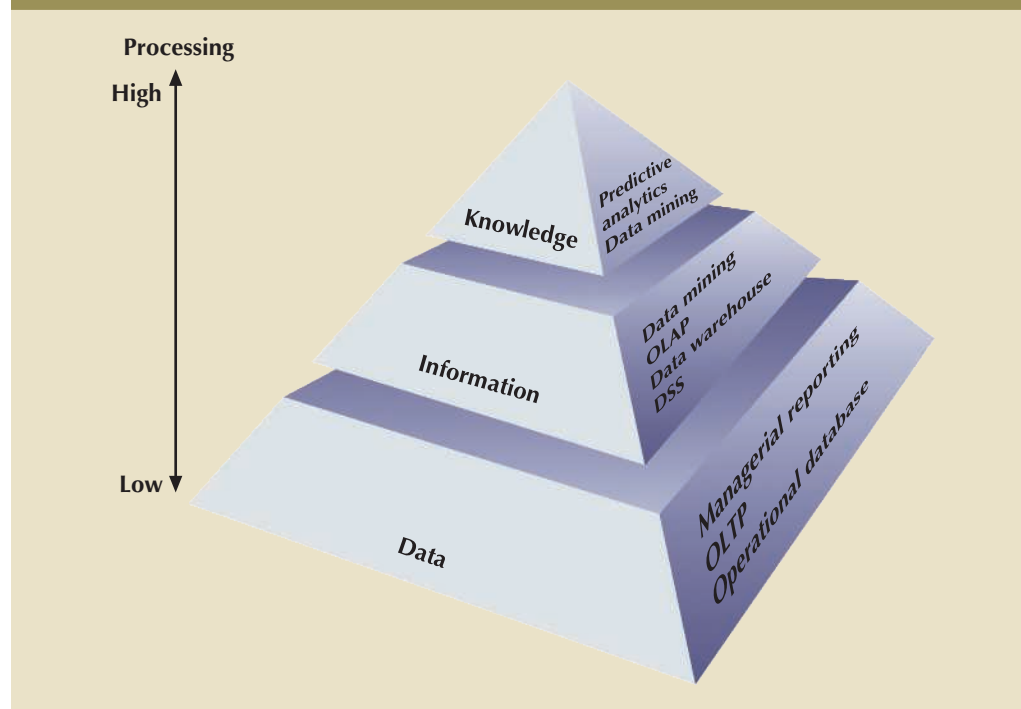 Processing
High
Low
Knowledge
Predictive
analytics
Data mining
Information
Data mining
OLAP
Data warehouse
DSS
Data
Managerial reporting
OLTP
Operational database